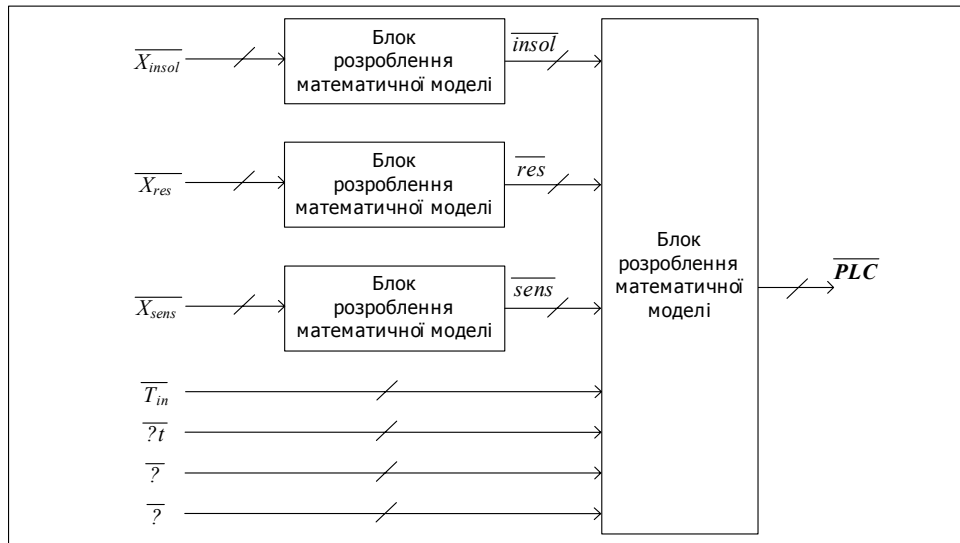 X_insol
Блок
розроблення
математичної моделі
insol
X_res
Блок
розроблення
математичної моделі
res
X_sens
Блок
розроблення
математичної моделі
sens
Блок
розроблення
математичної
моделі
PLC
T_in
?t
?
?